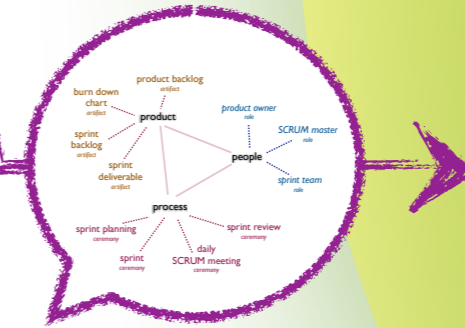 product backlog
artifact
burn down
chart
artifact
product
sprint
backlog
artifact
sprint
deliverable
artifact
product owner
role
SCRUM master
role
people
sprint team
role
process
sprint planning
ceremony
sprint
ceremony
daily
SCRUM meeting
ceremony
sprint review
ceremony